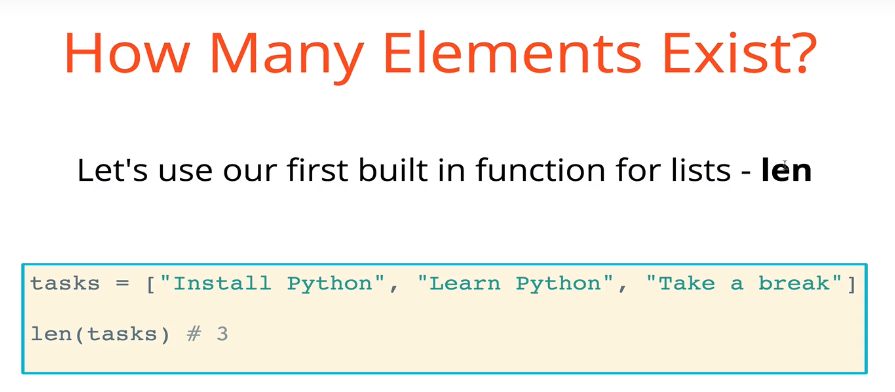 How Many Elements Exist?
Let's use our first built in function for lists - len
tasks = ["Install Python", "Learn Python", "Take a break"]
len(tasks) # 3